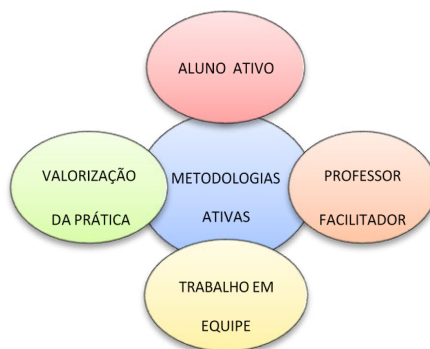 ALUNO ATIVO
VALORIZAÇÃO
DA PRÁTICA
METODOLOGIAS
ATIVAS
PROFESSOR
FACILITADOR
TRABALHO EM
EQUIPE